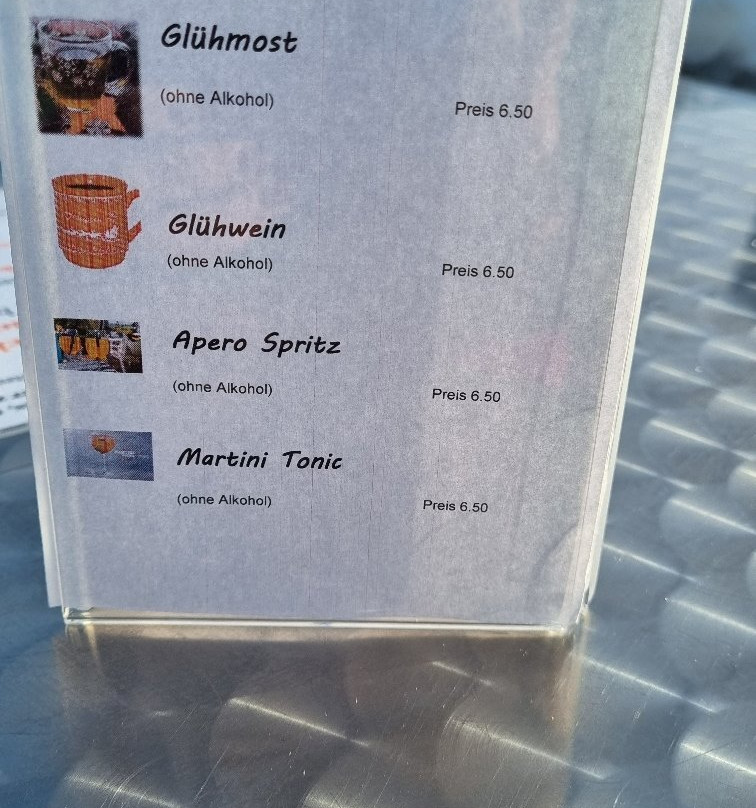 Glühmost
(ohne Alkohol)
Preis 6.50
Glühwein
(ohne Alkohol)
Preis 6.50
Apero Spritz
(ohne Alkohol)
Preis 6.50
Martini Tonic
(ohne Alkohol)
Preis 6.50